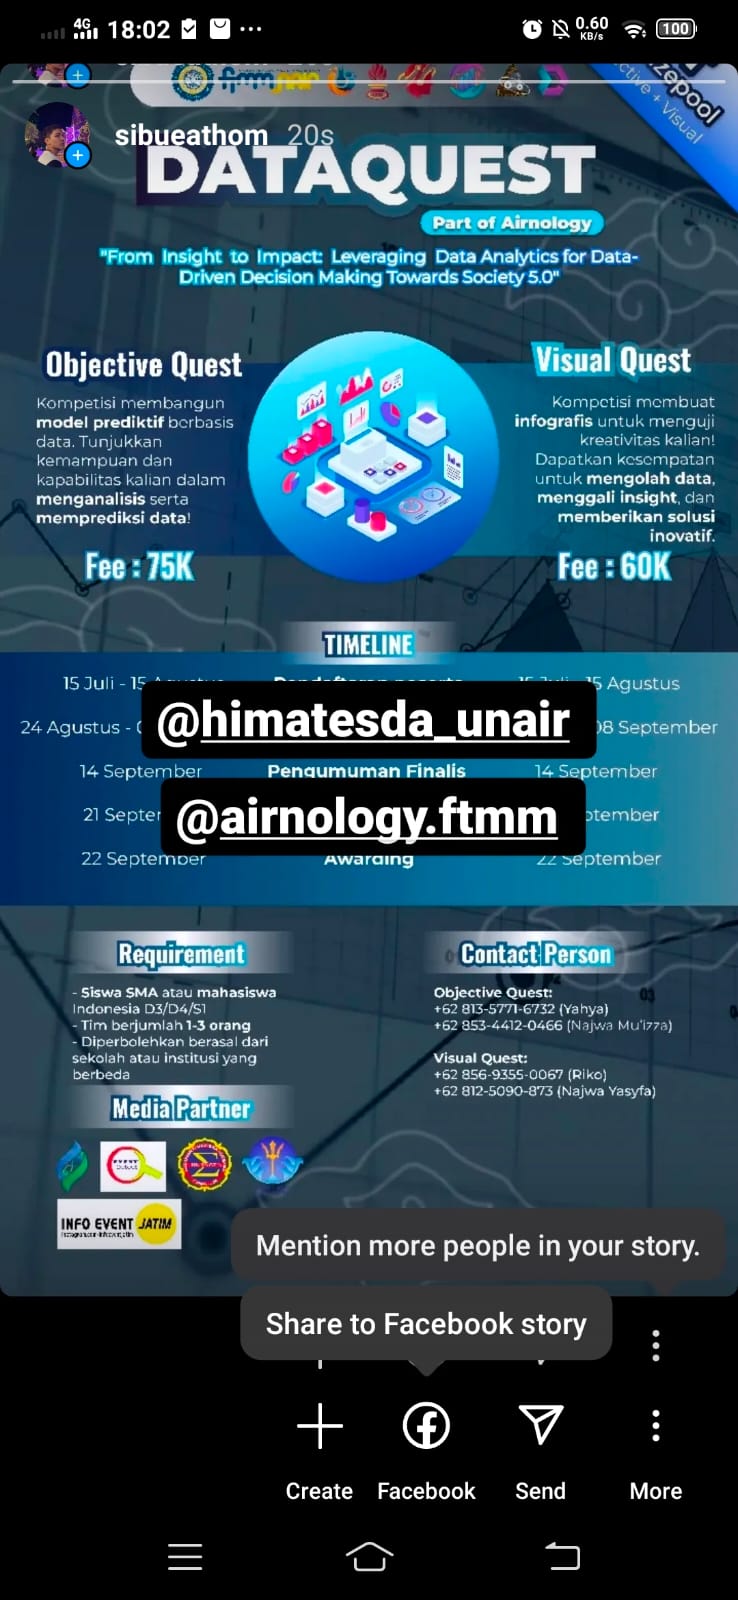 4G 18:02 0.60 KB/s 100
sibueathom 20s
DATAQUEST
Part of Airnology
"From Insight to Impact: Leveraging Data Analytics for Data-
Driven Decision Making Towards Society 5.0"
Objective Quest
Kompetisi membangun
model prediktif berbasis
data. Tunjukkan
kemampuan dan
kapabilitas kalian dalam
menganalisis serta
memprediksi data!
Fee : 75K
Visual Quest
Kompetisi membuat
infografis untuk menguji
kreativitas kalian!
Dapatkan kesempatan
untuk mengolah data,
menggali insight, dan
memberikan solusi
inovatif.
Fee : 60K
TIMELINE
15 Juli - 15 Agustus
@himatesda_unair
24 Agustus - 08 September
14 September Pengumuman Finalis 14 September
@airnology.ftmm
21
22 September Awarding 22 September
Requirement
- Siswa SMA atau mahasiswa
Indonesia D3/D4/S1
- Tim berjumlah 1-3 orang
- Diperbolehkan berasal dari
sekolah atau institusi yang
berbeda
Contact Person
Objective Quest:
+62 813-5771-6732 (Yahya)
+62 853-4412-0466 (Najwa Mu'izza)
Visual Quest:
+62 856-9355-0067 (Riko)
+62 812-5090-873 (Najwa Yasyfa)
Media Partner
INFO EVENT JATIM
Mention more people in your story.
Share to Facebook story
Create Facebook Send More